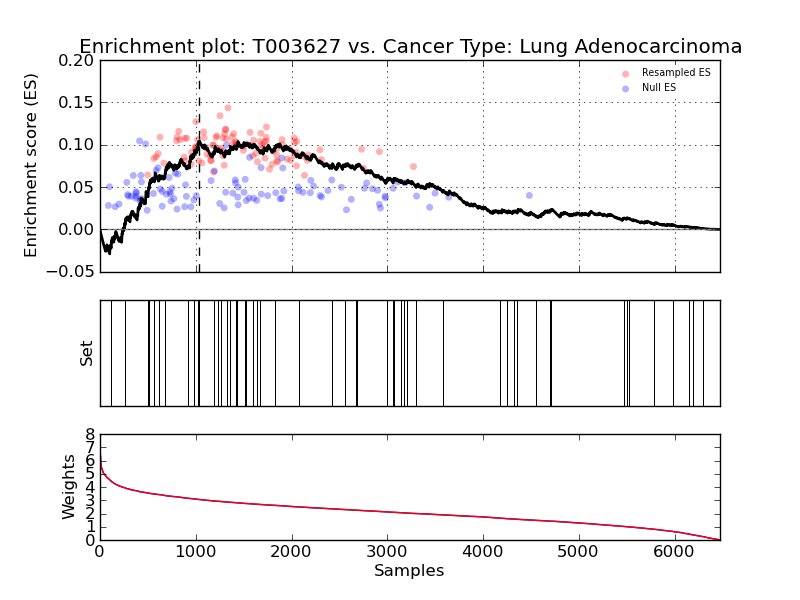 Enrichment plot: T003627 vs. Cancer Type: Lung Adenocarcinoma
Enrichment score (ES)
0.20
0.15
0.10
0.05
0.00
−0.05
Resampled ES
Null ES
Set
Weights
8
7
6
5
4
3
2
1
0
0 1000 2000 3000 4000 5000 6000
Samples